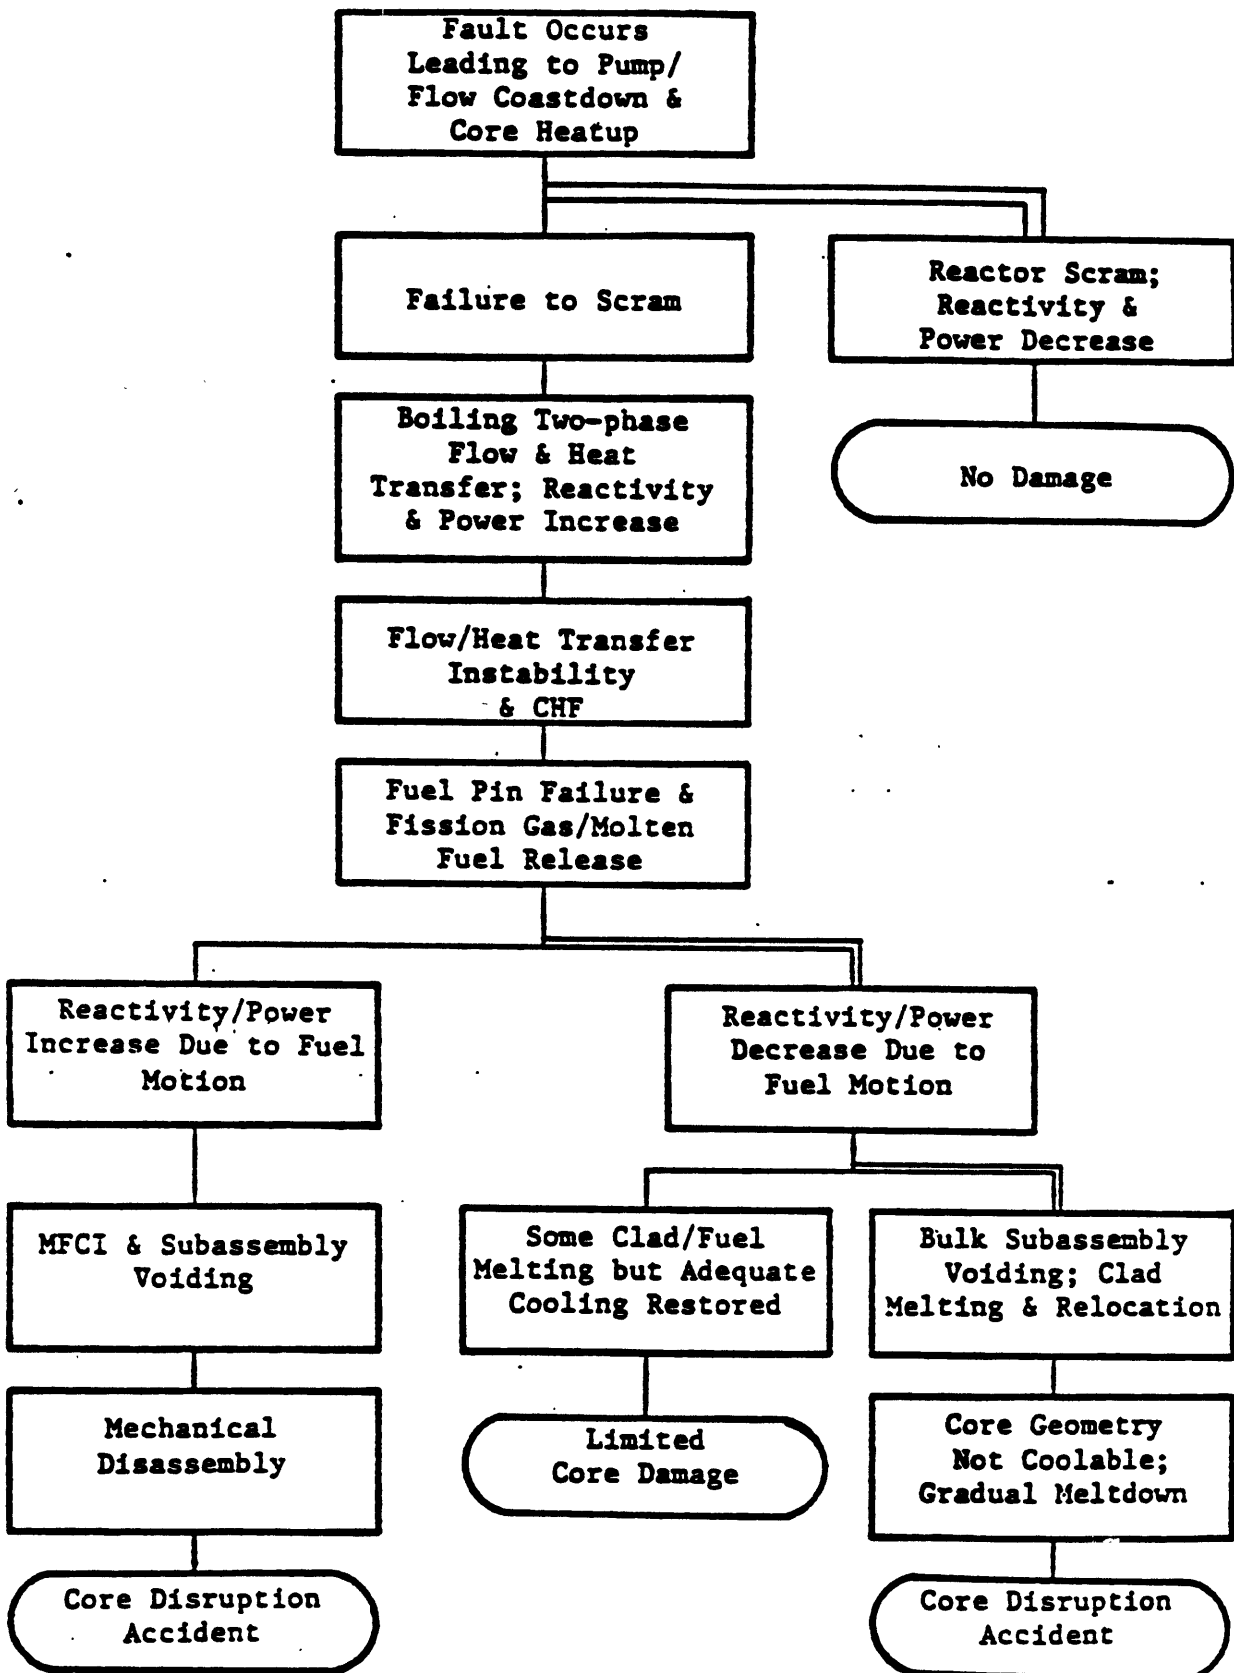 Fault Occurs
Leading to Pump/
Flow Coastdown &
Core Heatup
Failure to Scram
Reactor Scram;
Reactivity &
Power Decrease
No Damage
Boiling Two-phase
Flow & Heat
Transfer; Reactivity
& Power Increase
Flow/Heat Transfer
Instability
& CHF
Fuel Pin Failure &
Fission Gas/Molten
Fuel Release
Reactivity/Power
Increase Due to Fuel
Motion
Reactivity/Power
Decrease Due to
Fuel Motion
MFCI & Subassembly
Voiding
Some Clad/Fuel
Melting but Adequate
Cooling Restored
Bulk Subassembly
Voiding; Clad
Melting & Relocation
Mechanical
Disassembly
Limited
Core Damage
Core Geometry
Not Coolable;
Gradual Meltdown
Core Disruption
Accident
Core Disruption
Accident